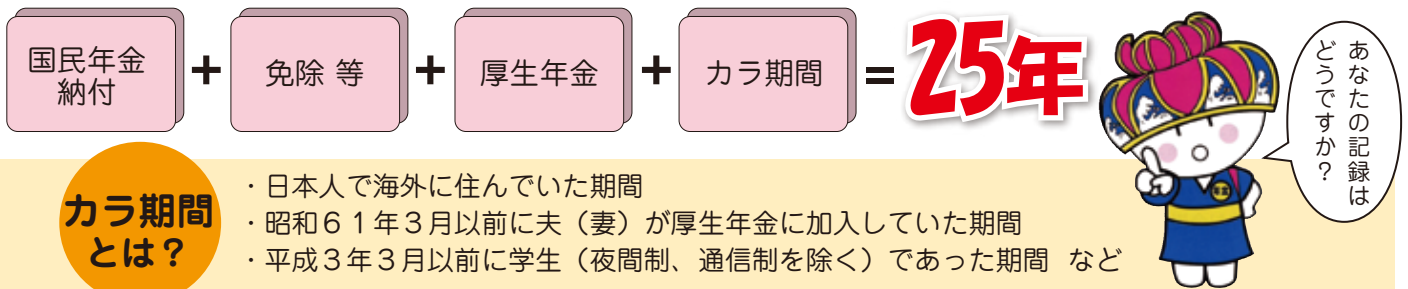 国民年金
納付
+
免除 等
+
厚生年金
+
カラ期間
=
25年
あなたの記録は
どうですか?
カラ期間
とは?
・日本人で海外に住んでいた期間
・昭和61年3月以前に夫(妻)が厚生年金に加入していた期間
・平成3年3月以前に学生(夜間制、通信制を除く)であった期間 など
年金